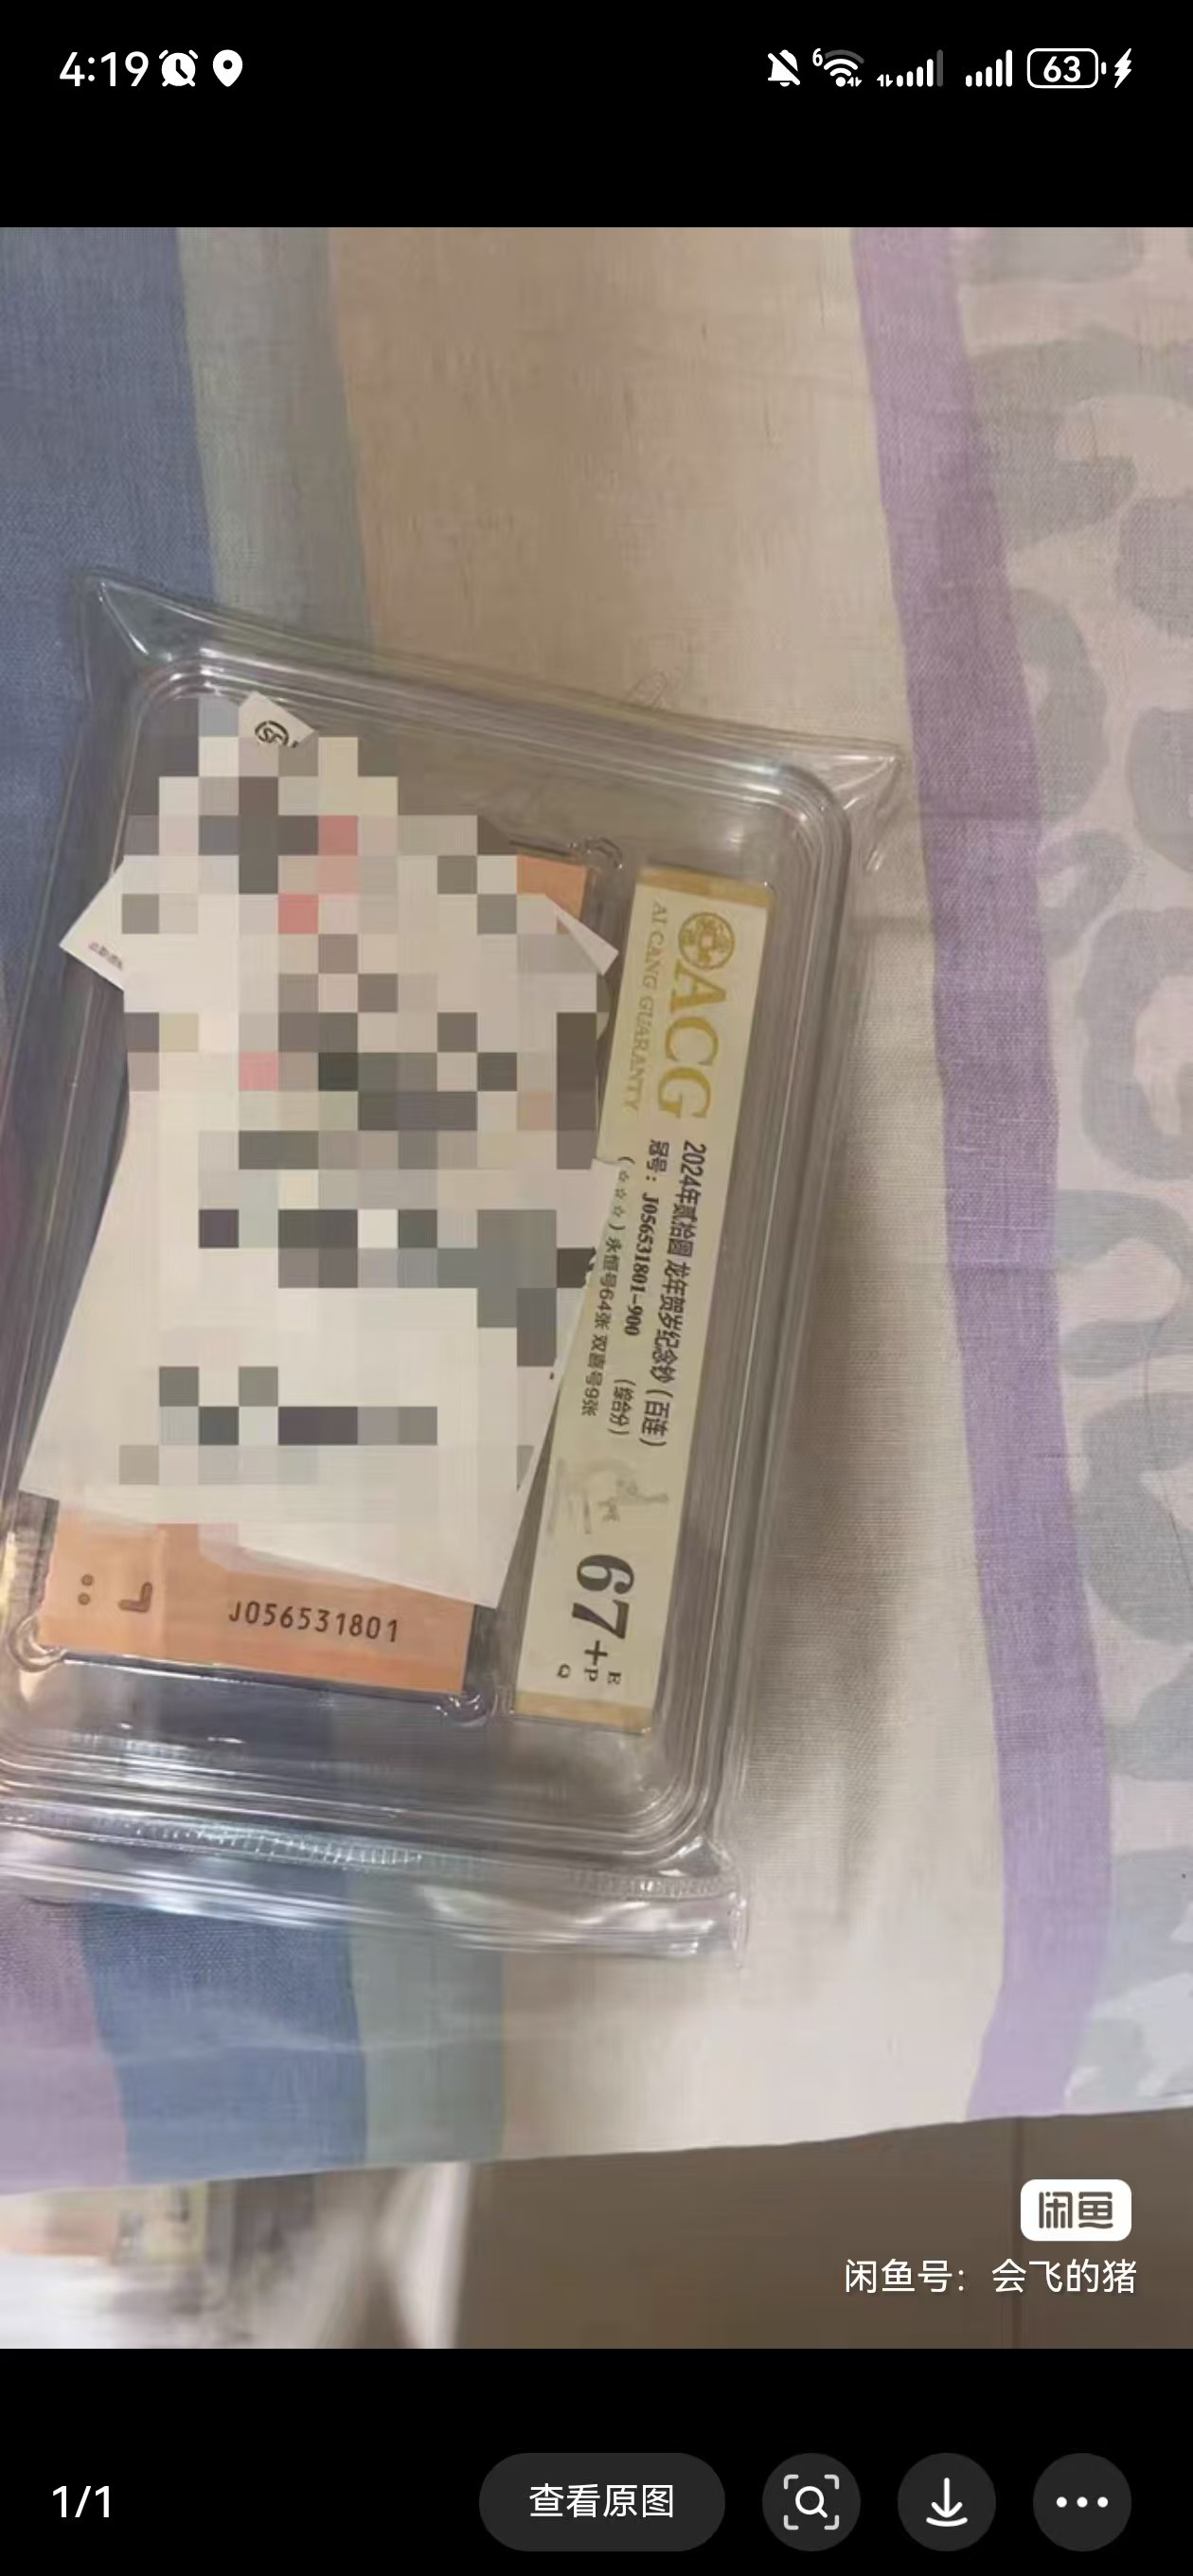 4:19
6
63
SF
ACG
AI CANG GUARANTY
2024年贰拾圆 龙年贺岁纪念钞（百连）
冠号：J056531801-900 （综合分）
（☆☆☆）永恒号64张 双号9张
67+
E
P
Q
J056531801
闲鱼
闲鱼号：会飞的猪
1/1
查看原图